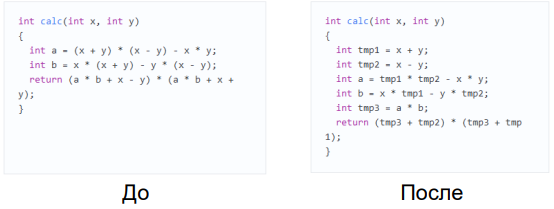 int calc(int x, int y)
{
  int a = (x + y) * (x - y) - x * y;
  int b = x * (x + y) - y * (x - y);
  return (a * b + x - y) * (a * b + x +
y);
}
До
int calc(int x, int y)
{
  int tmp1 = x + y;
  int tmp2 = x - y;
  int a = tmp1 * tmp2 - x * y;
  int b = x * tmp1 - y * tmp2;
  int tmp3 = a * b;
  return (tmp3 + tmp2) * (tmp3 + tmp
1);
}
После